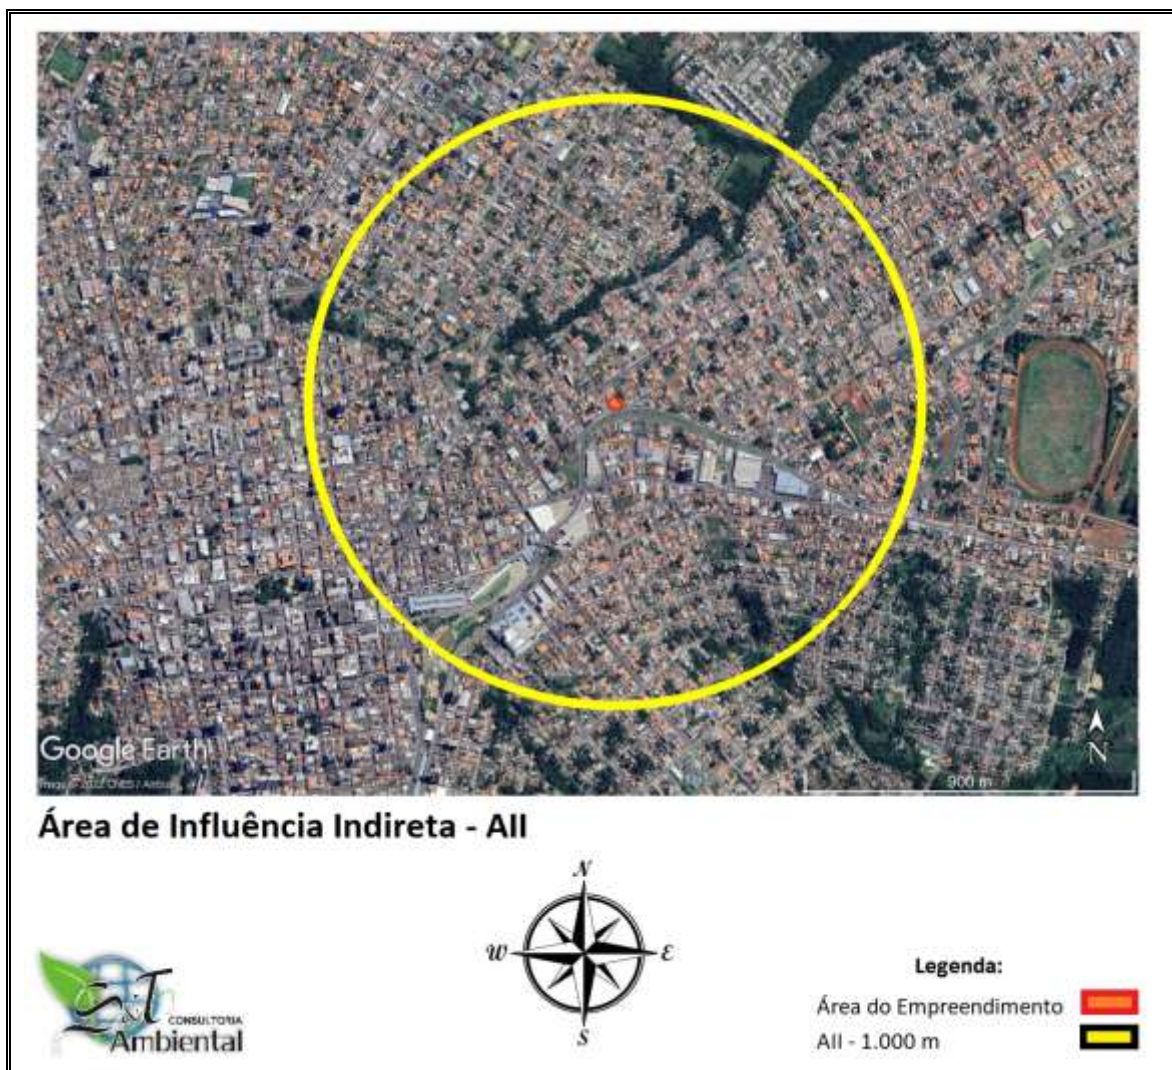 Google Earth
900 m
N
Área de Influência Indireta - AII
N
W
E
S
S&T
CONSULTORIA
Ambiental
Legenda:
Área do Empreendimento
AII - 1.000 m